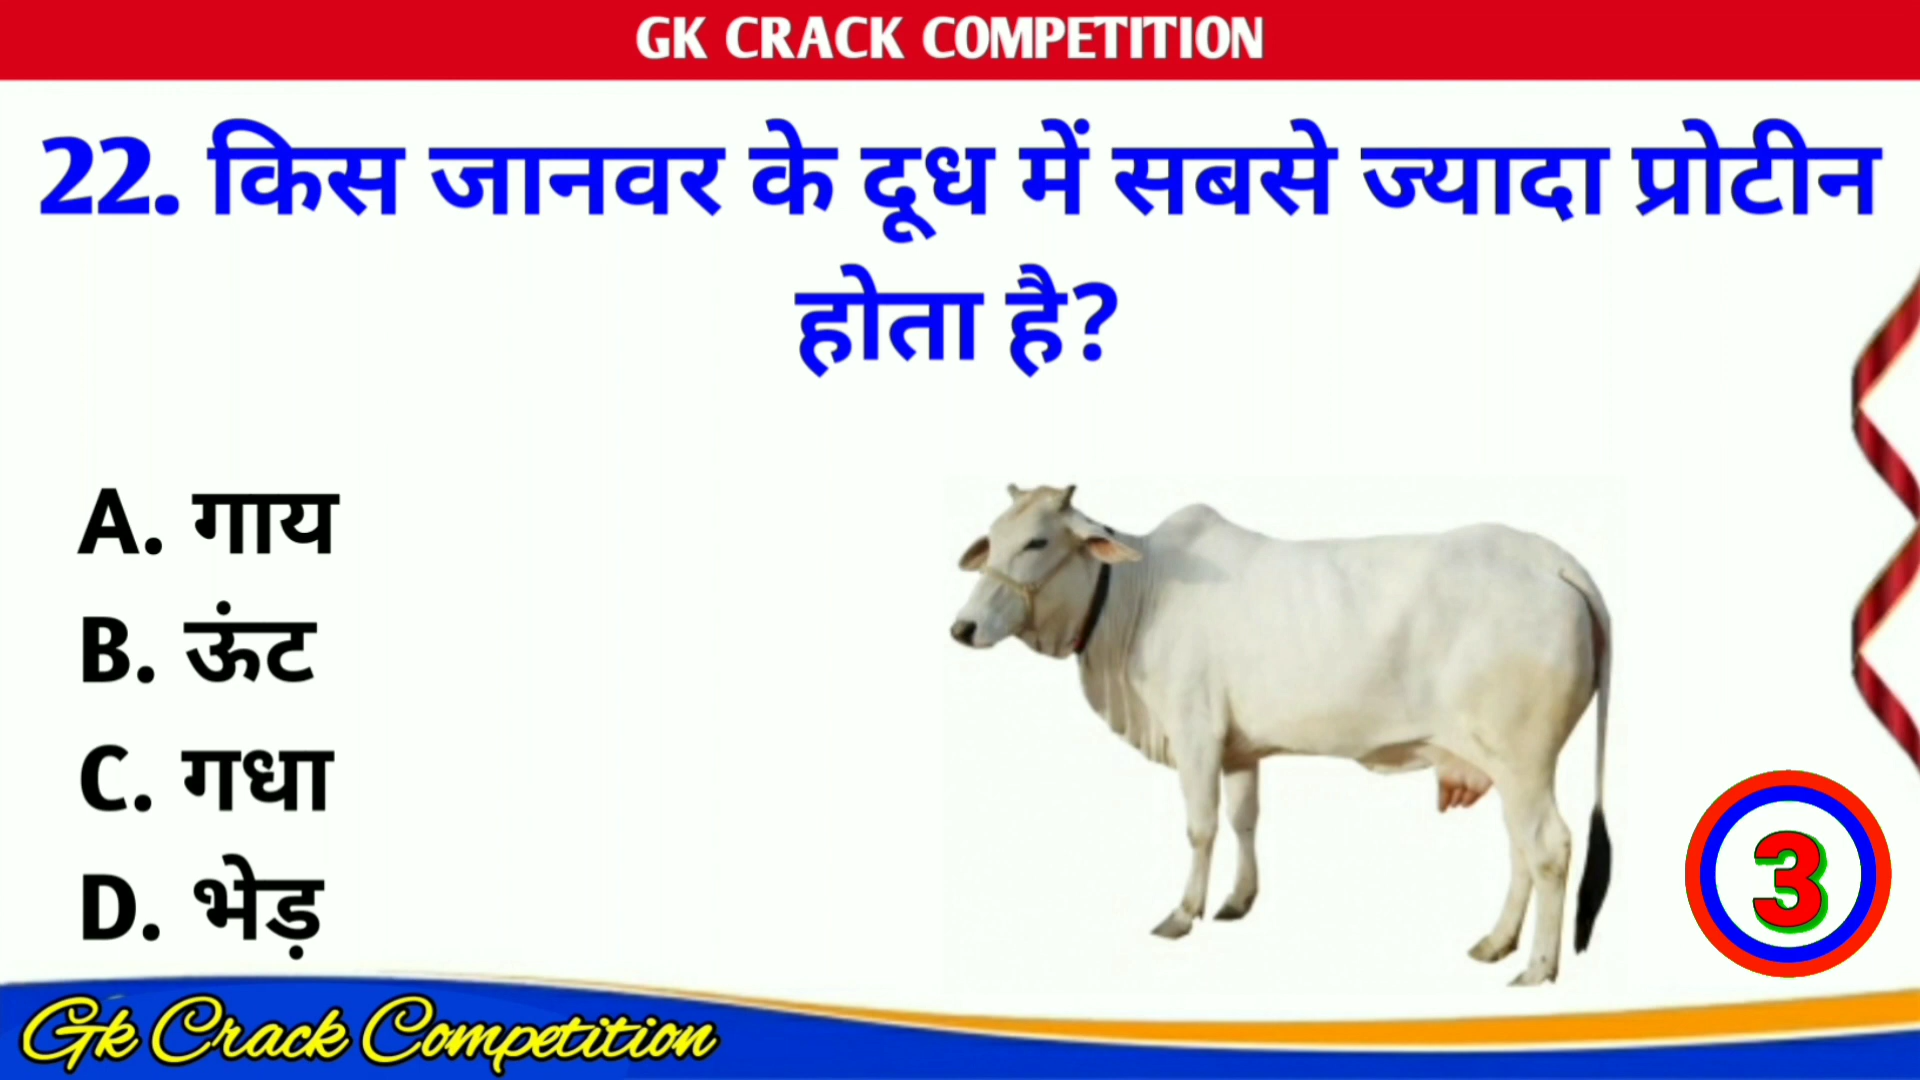 GK CRACK COMPETITION
22. किस जानवर के दूध में सबसे ज्यादा प्रोटीन
होता है?
A. गाय
B. ऊंट
C. गधा
D. भेड़
3
Gk Crack Competition